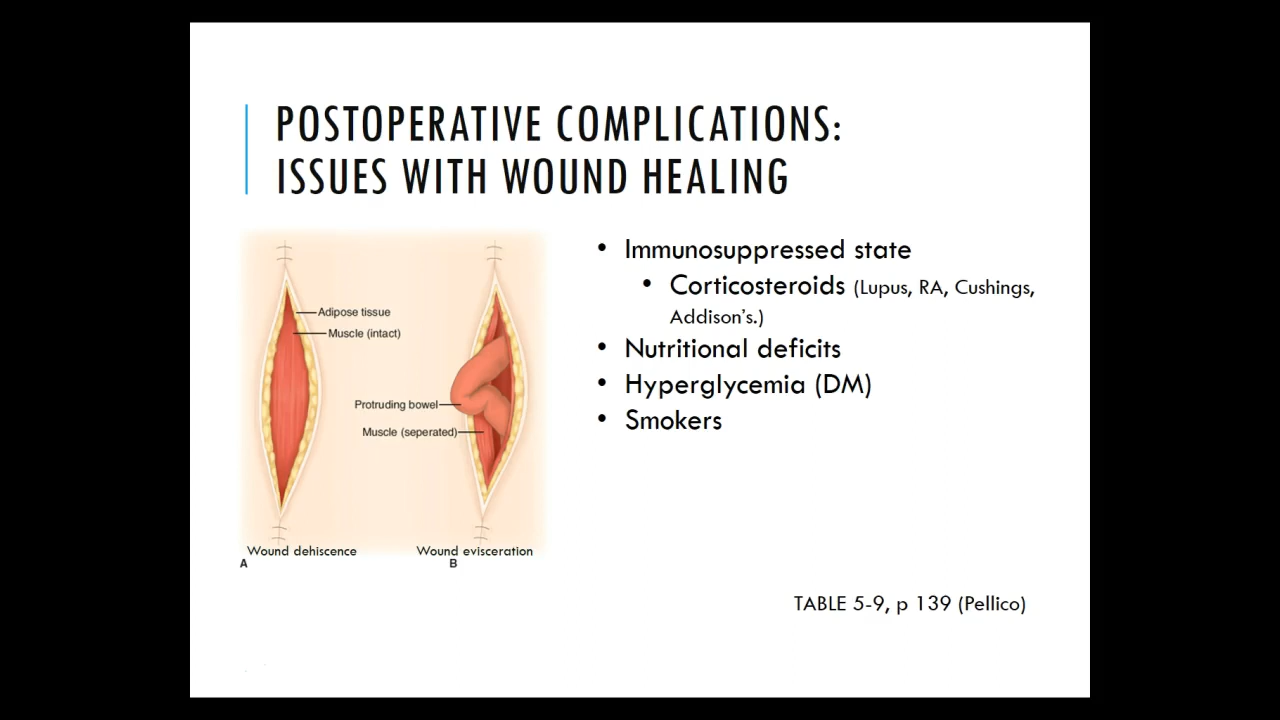 POSTOPERATIVE COMPLICATIONS:
ISSUES WITH WOUND HEALING
Adipose tissue
Muscle (intact)
Protruding bowel
Muscle (seperated)
Wound dehiscence
A
Wound evisceration
B
• Immunosuppressed state
• Corticosteroids (Lupus, RA, Cushings,
Addison's.)
• Nutritional deficits
• Hyperglycemia (DM)
• Smokers
TABLE 5-9, p 139 (Pellico)